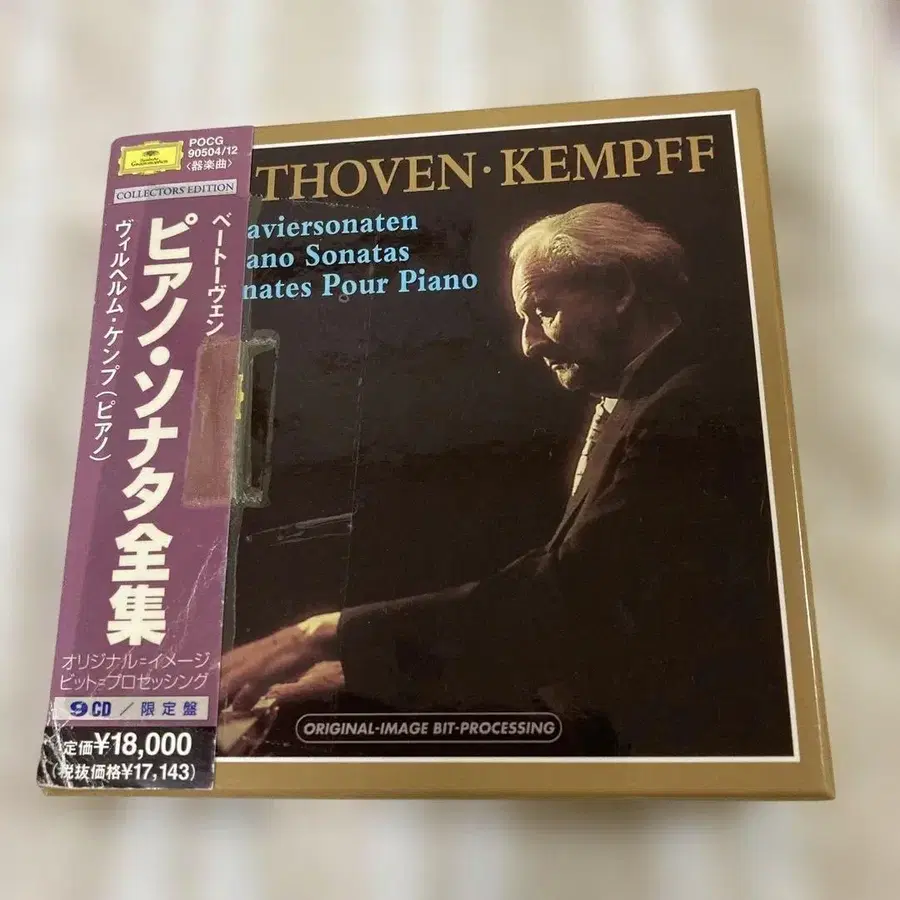 Deutsche Grammophon
POCG
90504/12
〈器楽曲〉
COLLECTORS EDITION
ベートーヴェン
ピアノ・ソナタ全集
ヴィルヘルム・ケンプ(ピアノ)
オリジナル=イメージ
ビット=プロセッシング
9CD / 限定盤
定価¥18,000
(税抜価格¥17,143)
THOVEN・KEMPFF
aviersonaten
ano Sonatas
nates Pour Piano
ORIGINAL-IMAGE BIT-PROCESSING